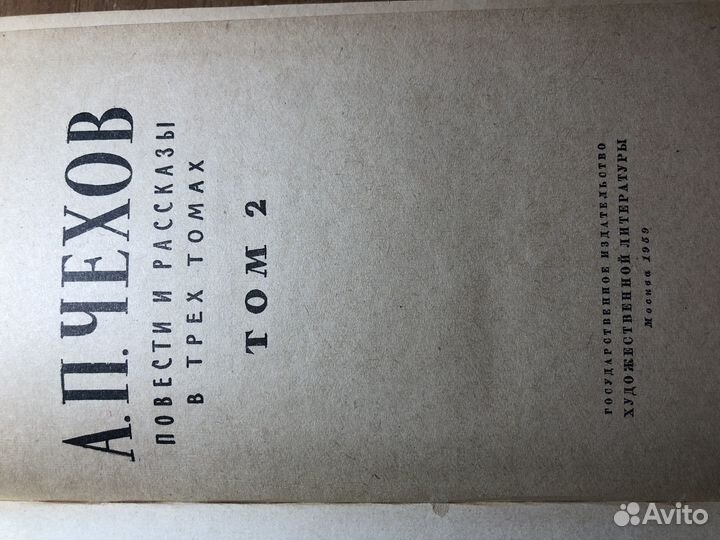 А.П.ЧЕХОВ
ПОВЕСТИ И РАССКАЗЫ
В ТРЕХ ТОМАХ
ТОМ 2
ГОСУДАРСТВЕННОЕ ИЗДАТЕЛЬСТВО
ХУДОЖЕСТВЕННОЙ ЛИТЕРАТУРЫ
Москва 1959
Avito